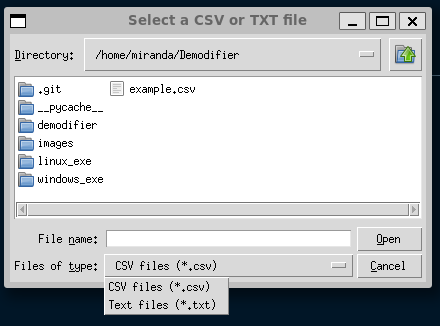 Select a CSV or TXT file
Directory: /home/miranda/Demodifier
.git example.csv
__pycache__
demodifier
images
linux_exe
windows_exe
File name: Open
Files of type: CSV files (*.csv) Cancel
CSV files (*.csv)
Text files (*.txt)